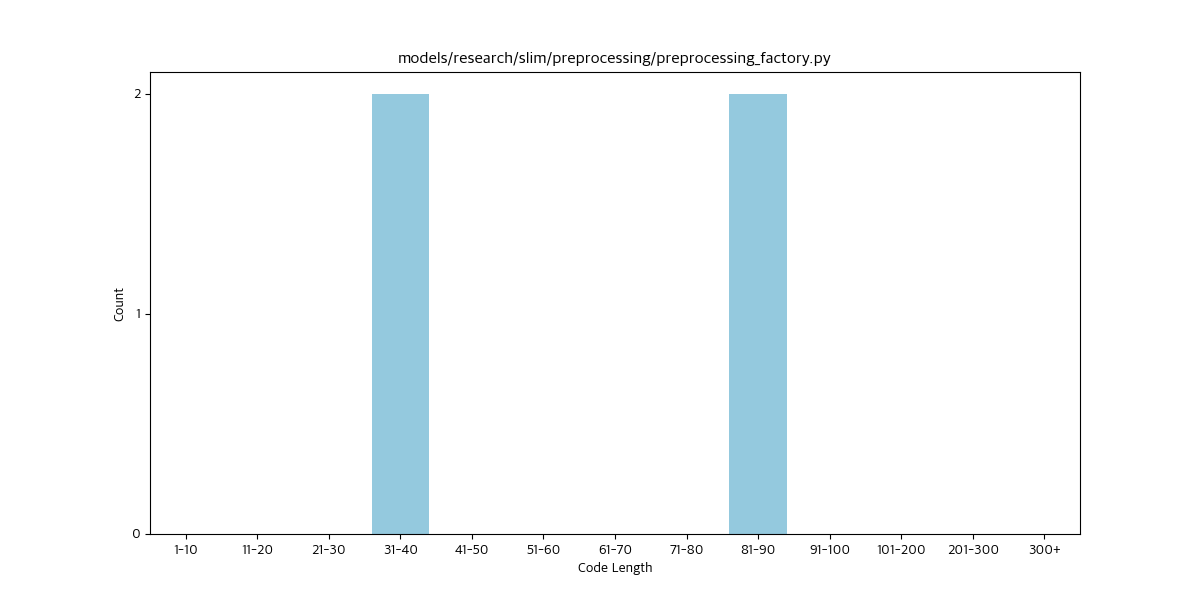 models/research/slim/preprocessing/preprocessing_factory.py
2
1
0
Count
1-10 11-20 21-30 31-40 41-50 51-60 61-70 71-80 81-90 91-100 101-200 201-300 300+
Code Length